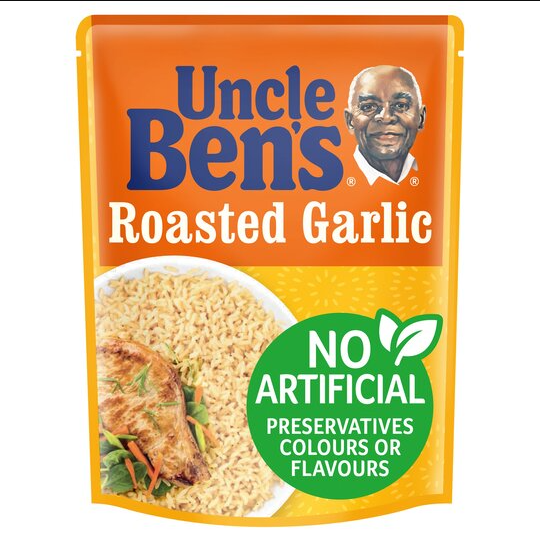 Uncle
Ben's
® ®
Roasted Garlic
NO
ARTIFICIAL
PRESERVATIVES
COLOURS OR
FLAVOURS